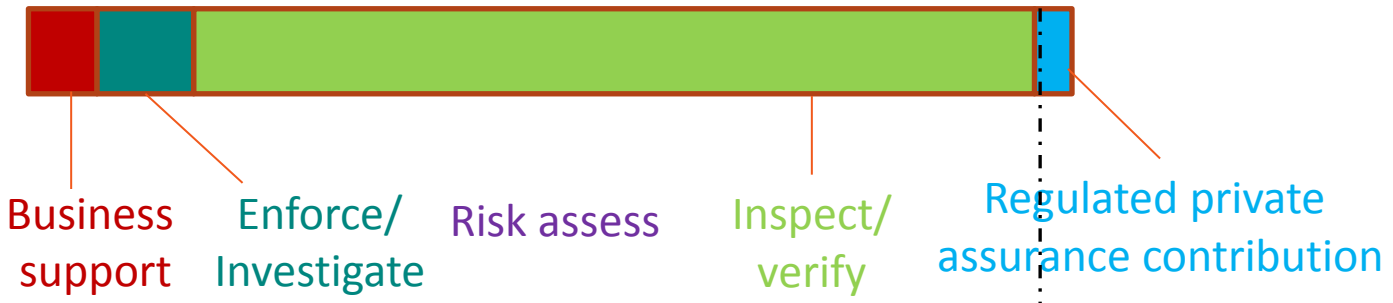 Business
support
Enforce/
Investigate
Risk assess
Inspect/
verify
Regulated private
assurance contribution